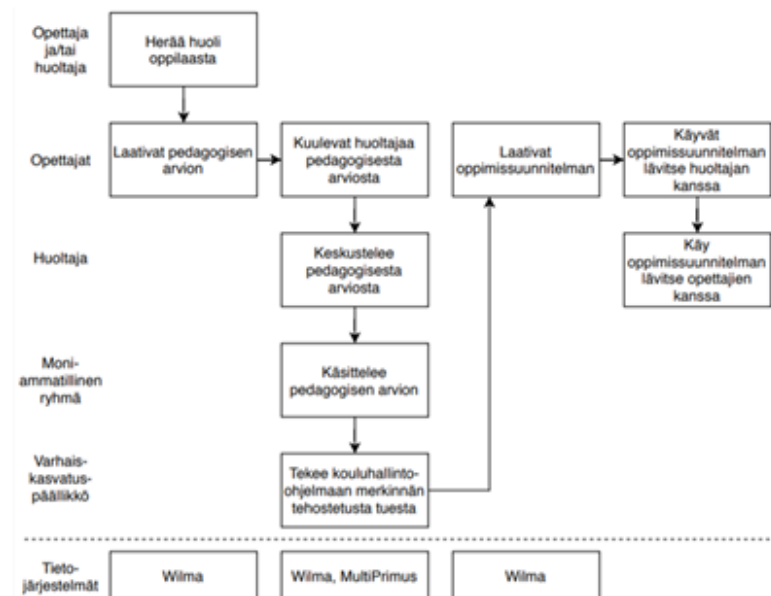 Opettaja
ja/tai
huoltaja
Herää huoli
oppilaasta
Opettajat
Laativat pedagogisen
arvion
Kuulevat huoltajaa
pedagogisesta
arviosta
Laativat
oppimissuunnitelman
Käyvät
oppimissuunnitelman
lävitse huoltajan
kanssa
Huoltaja
Keskustelee
pedagogisesta
arviosta
Käy
oppimissuunnitelman
lävitse opettajien
kanssa
Moni-
ammatillinen
ryhmä
Käsittelee
pedagogisen arvion
Varhais-
kasvatus-
päällikkö
Tekee kouluhallinto-
ohjelmaan merkinnän
tehostetusta tuesta
Tieto-
järjestelmät
Wilma
Wilma, MultiPrimus
Wilma